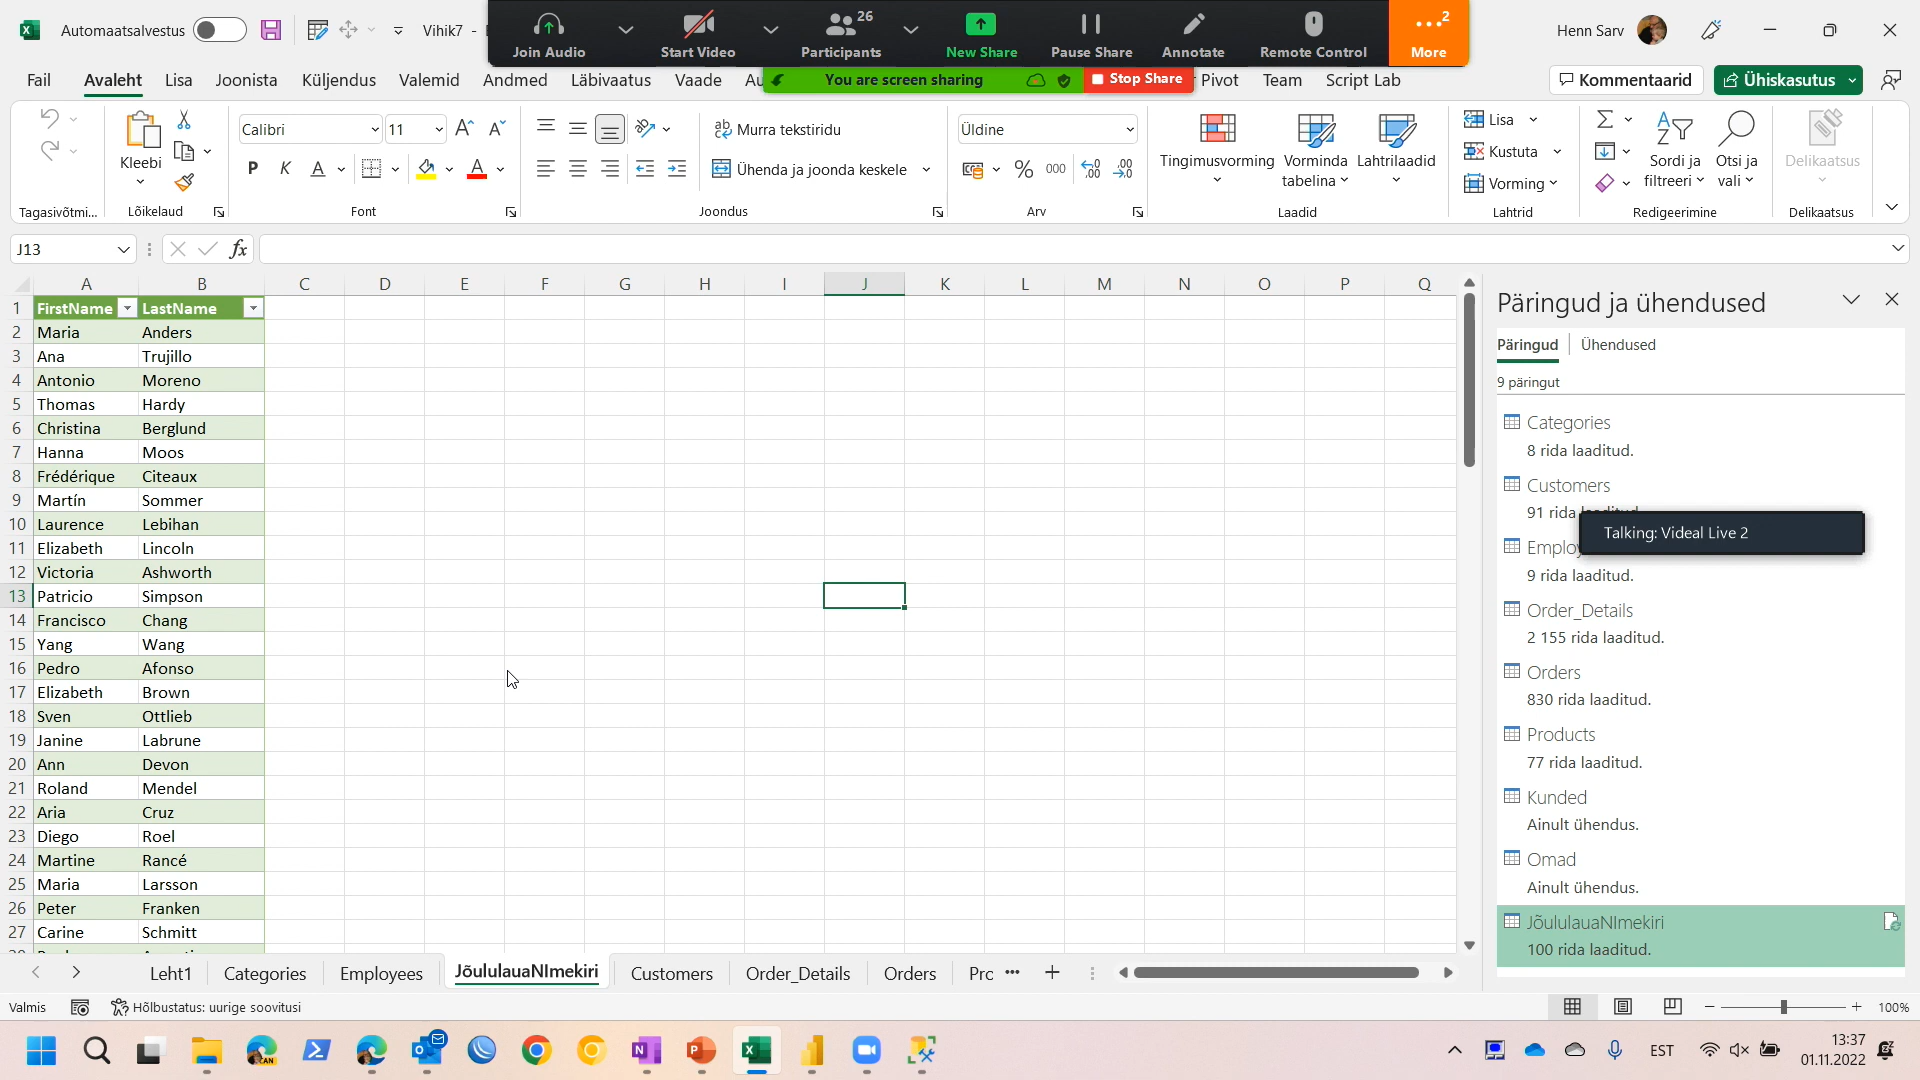 Automaatsalvestus
Vihik7 -
Henn Sarv
Join Audio
Start Video
26
Participants
New Share
Pause Share
Annotate
Remote Control
2
More
You are screen sharing
Stop Share
Fail
Avaleht
Lisa
Joonista
Küljendus
Valemid
Andmed
Läbivaatus
Vaade
Pivot
Team
Script Lab
Kommentaarid
Ühiskasutus
Kleebi
Calibri
11
P K A
Murra tekstiridu
Ühenda ja joonda keskele
Üldine
% 000
Tingimusvorming
Vorminda tabelina
Lahtrilaadid
Lisa
Kustuta
Vorming
Sordi ja filtreeri
Otsi ja vali
Delikaatsus
Tagasivõtmi...
Lõikelaud
Font
Joondus
Arv
Laadid
Lahtrid
Redigeerimine
Delikaatsus
J13
fx
A B C D E F G H I J K L M N O P Q
1 FirstName LastName
2 Maria Anders
3 Ana Trujillo
4 Antonio Moreno
5 Thomas Hardy
6 Christina Berglund
7 Hanna Moos
8 Frédérique Citeaux
9 Martín Sommer
10 Laurence Lebihan
11 Elizabeth Lincoln
12 Victoria Ashworth
13 Patricio Simpson
14 Francisco Chang
15 Yang Wang
16 Pedro Afonso
17 Elizabeth Brown
18 Sven Ottlieb
19 Janine Labrune
20 Ann Devon
21 Roland Mendel
22 Aria Cruz
23 Diego Roel
24 Martine Rancé
25 Maria Larsson
26 Peter Franken
27 Carine Schmitt
Päringud ja ühendused
Päringud
Ühendused
9 päringut
Categories
8 rida laaditud.
Customers
91 rida
Talking: Videal Live 2
Employ
9 rida laaditud.
Order_Details
2 155 rida laaditud.
Orders
830 rida laaditud.
Products
77 rida laaditud.
Kunded
Ainult ühendus.
Omad
Ainult ühendus.
JõululauaNImekiri
100 rida laaditud.
Leht1
Categories
Employees
JõululauaNImekiri
Customers
Order_Details
Orders
Prc
Valmis
Hõlbustatus: uurige soovitusi
100%
EST
13:37
01.11.2022